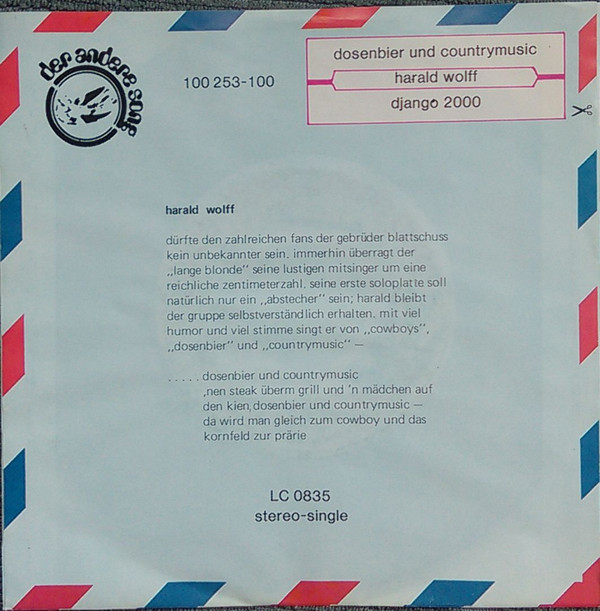 der andere song
100 253-100
dosenbier und countrymusic
harald wolff
django 2000
harald wolff
dürfte den zahlreichen fans der gebrüder blattschuss
kein unbekannter sein. immerhin überragt der
„lange blonde" seine lustigen mitsinger um eine
reichliche zentimeterzahl. seine erste soloplatte soll
natürlich nur ein „abstecher" sein; harald bleibt
der gruppe selbstverständlich erhalten. mit viel
humor und viel stimme singt er von „cowboys",
„dosenbier" und „countrymusic" —
..... dosenbier und countrymusic
,nen steak überm grill und 'n mädchen auf
den kien, dosenbier und countrymusic —
da wird man gleich zum cowboy und das
kornfeld zur prärie
LC 0835
stereo-single